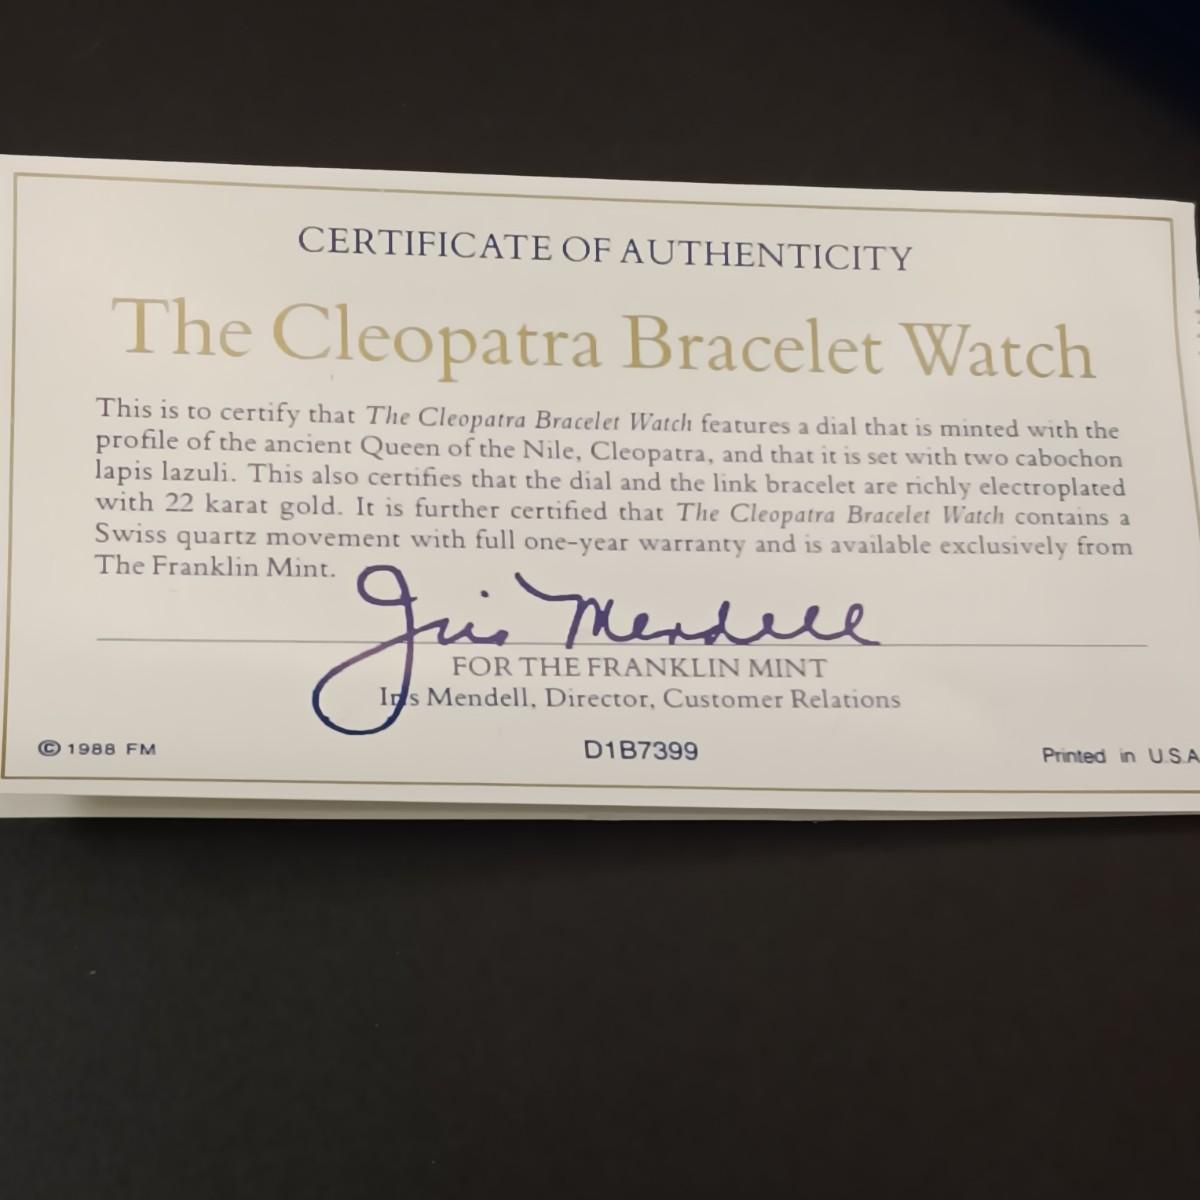 CERTIFICATE OF AUTHENTICITY
The Cleopatra Bracelet Watch
This is to certify that The Cleopatra Bracelet Watch features a dial that is minted with the
profile of the ancient Queen of the Nile, Cleopatra, and that it is set with two cabochon
lapis lazuli. This also certifies that the dial and the link bracelet are richly electroplated
with 22 karat gold. It is further certified that The Cleopatra Bracelet Watch contains a
Swiss quartz movement with full one-year warranty and is available exclusively from
The Franklin Mint.
Iris Mendell
FOR THE FRANKLIN MINT
Iris Mendell, Director, Customer Relations
© 1988 FM
D1B7399
Printed in U.S.A